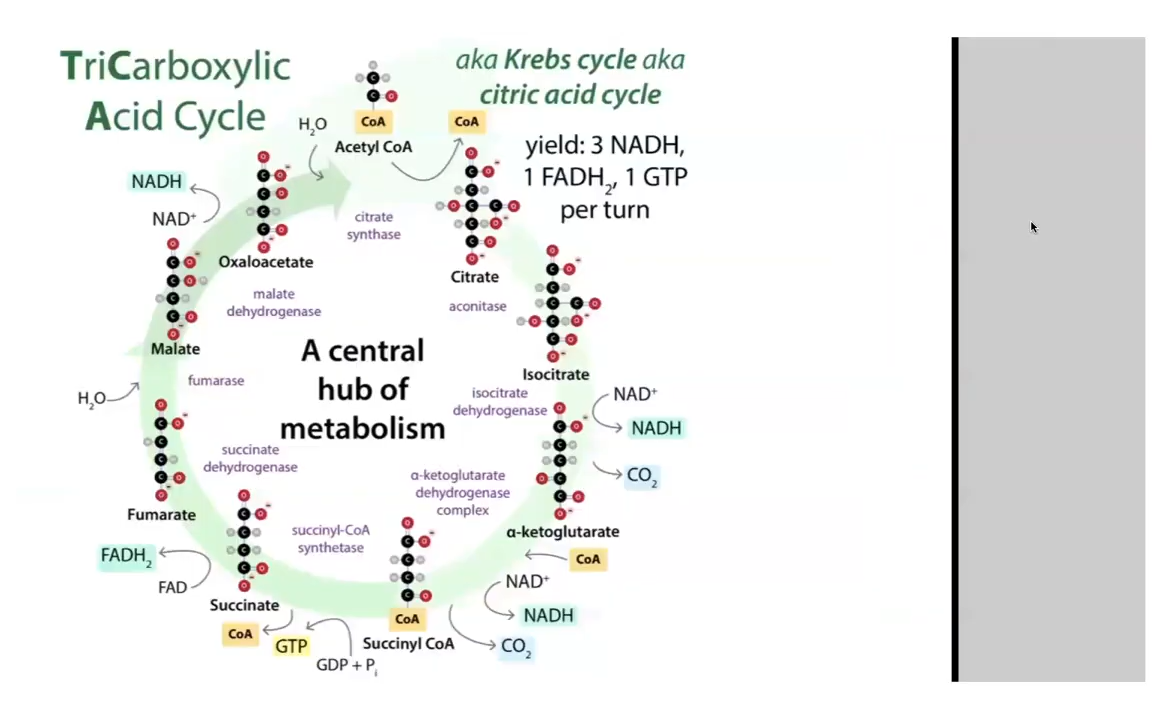 TriCarboxylic
Acid Cycle
aka Krebs cycle aka
citric acid cycle
yield: 3 NADH,
1 FADH₂, 1 GTP
per turn
H₂O
CoA
Acetyl CoA
CoA
citrate
synthase
Citrate
aconitase
Isocitrate
isocitrate
dehydrogenase
NAD⁺
NADH
CO₂
α-ketoglutarate
α-ketoglutarate
dehydrogenase
complex
CoA
NAD⁺
NADH
CO₂
CoA
Succinyl CoA
succinyl-CoA
synthetase
GDP + Pᵢ
GTP
CoA
Succinate
succinate
dehydrogenase
FAD
FADH₂
Fumarate
fumarase
H₂O
Malate
malate
dehydrogenase
NAD⁺
NADH
Oxaloacetate
A central
hub of
metabolism